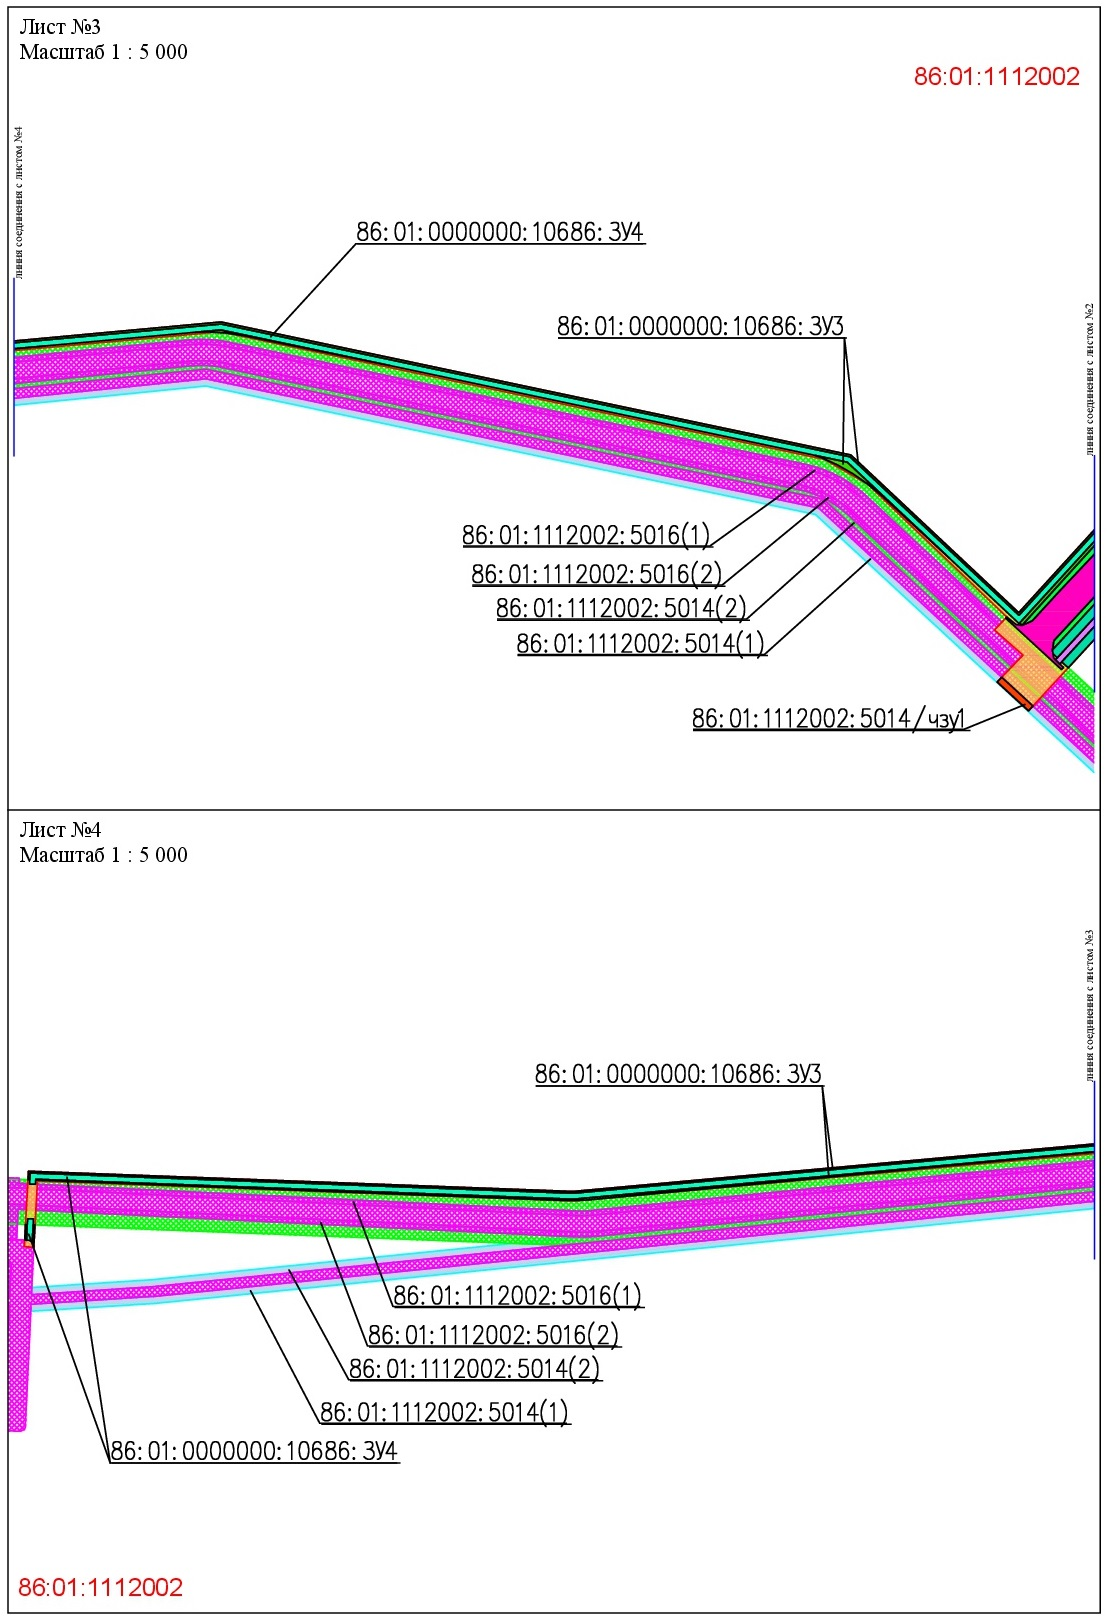 Лист №3
Масштаб 1 : 5 000
86:01:1112002
линия соединения с листом №4
86:01:0000000:10686:ЗУ4
линия соединения с листом №2
86:01:0000000:10686:ЗУ3
86:01:1112002:5016(1)
86:01:1112002:5016(2)
86:01:1112002:5014(2)
86:01:1112002:5014(1)
86:01:1112002:5014/чзу1
Лист №4
Масштаб 1 : 5 000
линия соединения с листом №3
86:01:0000000:10686:ЗУ3
86:01:1112002:5016(1)
86:01:1112002:5016(2)
86:01:1112002:5014(2)
86:01:1112002:5014(1)
86:01:0000000:10686:ЗУ4
86:01:1112002